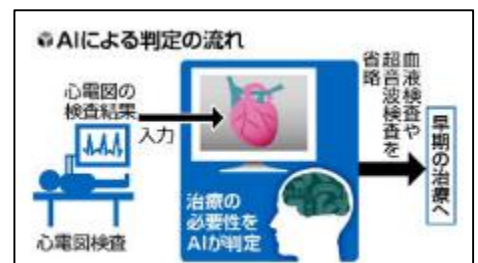 AIによる判定の流れ
心電図の
検査結果
入力
心電図検査
治療の
必要性を
AIが判定
血液検査や
超音波検査を
省略
早期の治療へ